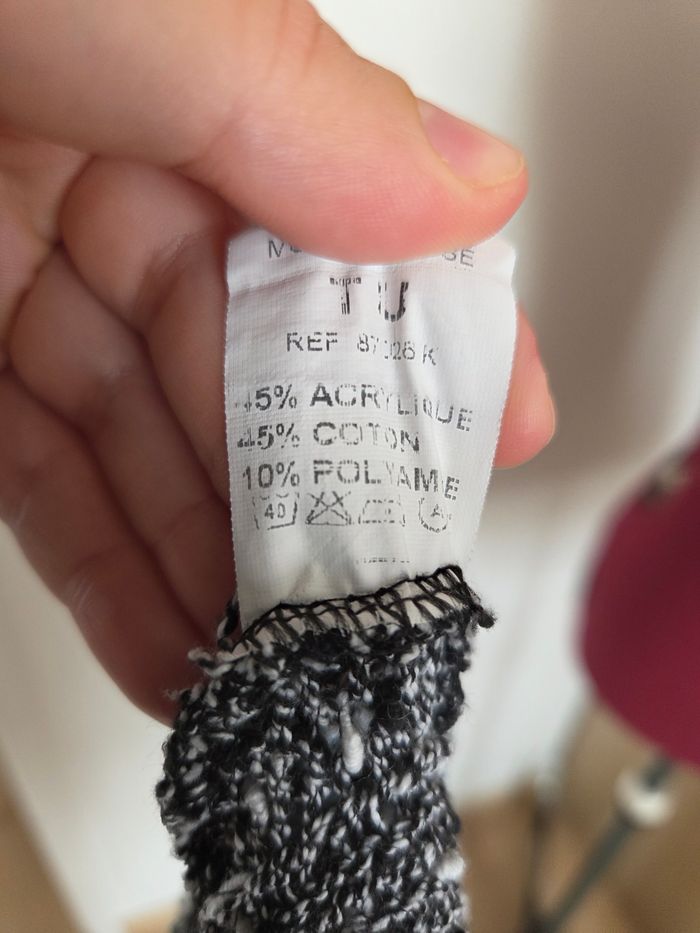 TU
REF
45% ACRYLIQUE
45% COTON
10% POLYAME
40 A